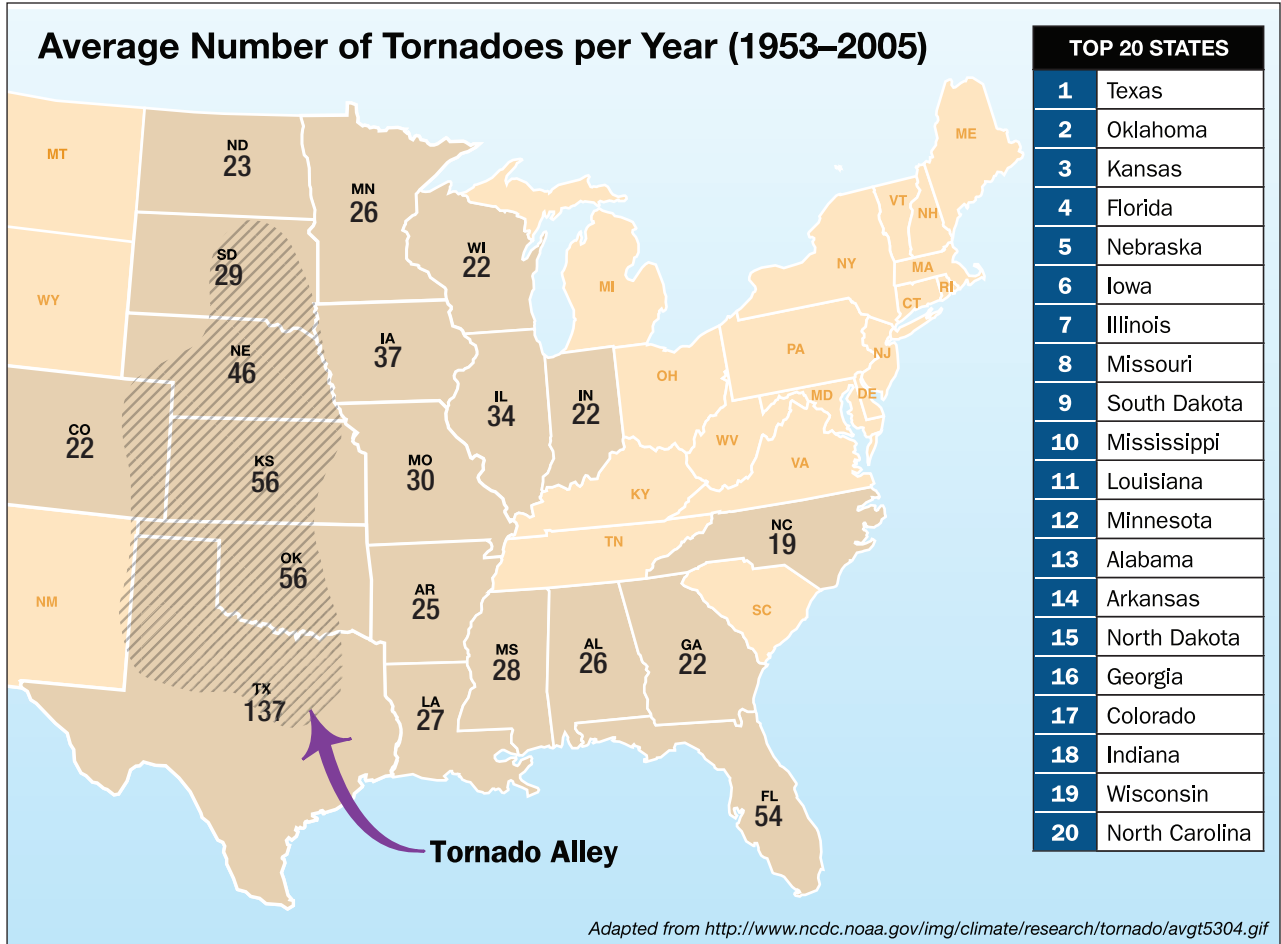 Average Number of Tornadoes per Year (1953–2005)
MT
ND
23
MN
26
WI
22
SD
29
WY
NE
46
IA
37
IL
34
IN
22
MI
OH
PA
NY
VT
NH
ME
MA
RI
CT
NJ
DE
MD
WV
VA
KY
CO
22
KS
56
MO
30
TN
NC
19
SC
NM
OK
56
AR
25
MS
28
AL
26
GA
22
TX
137
LA
27
FL
54
Tornado Alley
TOP 20 STATES
1 Texas
2 Oklahoma
3 Kansas
4 Florida
5 Nebraska
6 Iowa
7 Illinois
8 Missouri
9 South Dakota
10 Mississippi
11 Louisiana
12 Minnesota
13 Alabama
14 Arkansas
15 North Dakota
16 Georgia
17 Colorado
18 Indiana
19 Wisconsin
20 North Carolina
Adapted from http://www.ncdc.noaa.gov/img/climate/research/tornado/avgt5304.gif